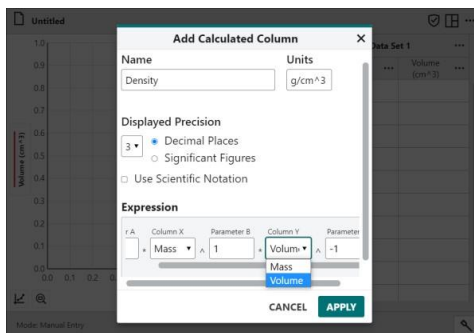 Untitled
Add Calculated Column
×
Name
Units
Density
g/cm^3
Displayed Precision
3
Decimal Places
Significant Figures
Use Scientific Notation
Expression
r A
Column X
Parameter B
Column Y
Parameter
*
Mass
^
1
*
Volum
^
-1
Mass
Volume
CANCEL
APPLY
1.0
0.9
0.8
0.7
0.6
0.5
0.4
0.3
0.2
0.1
0.0
Volume (cm^3)
0.0
0.1
0.2
Data Set 1
...
...
Volume
(cm^3)
...
Mode: Manual Entry